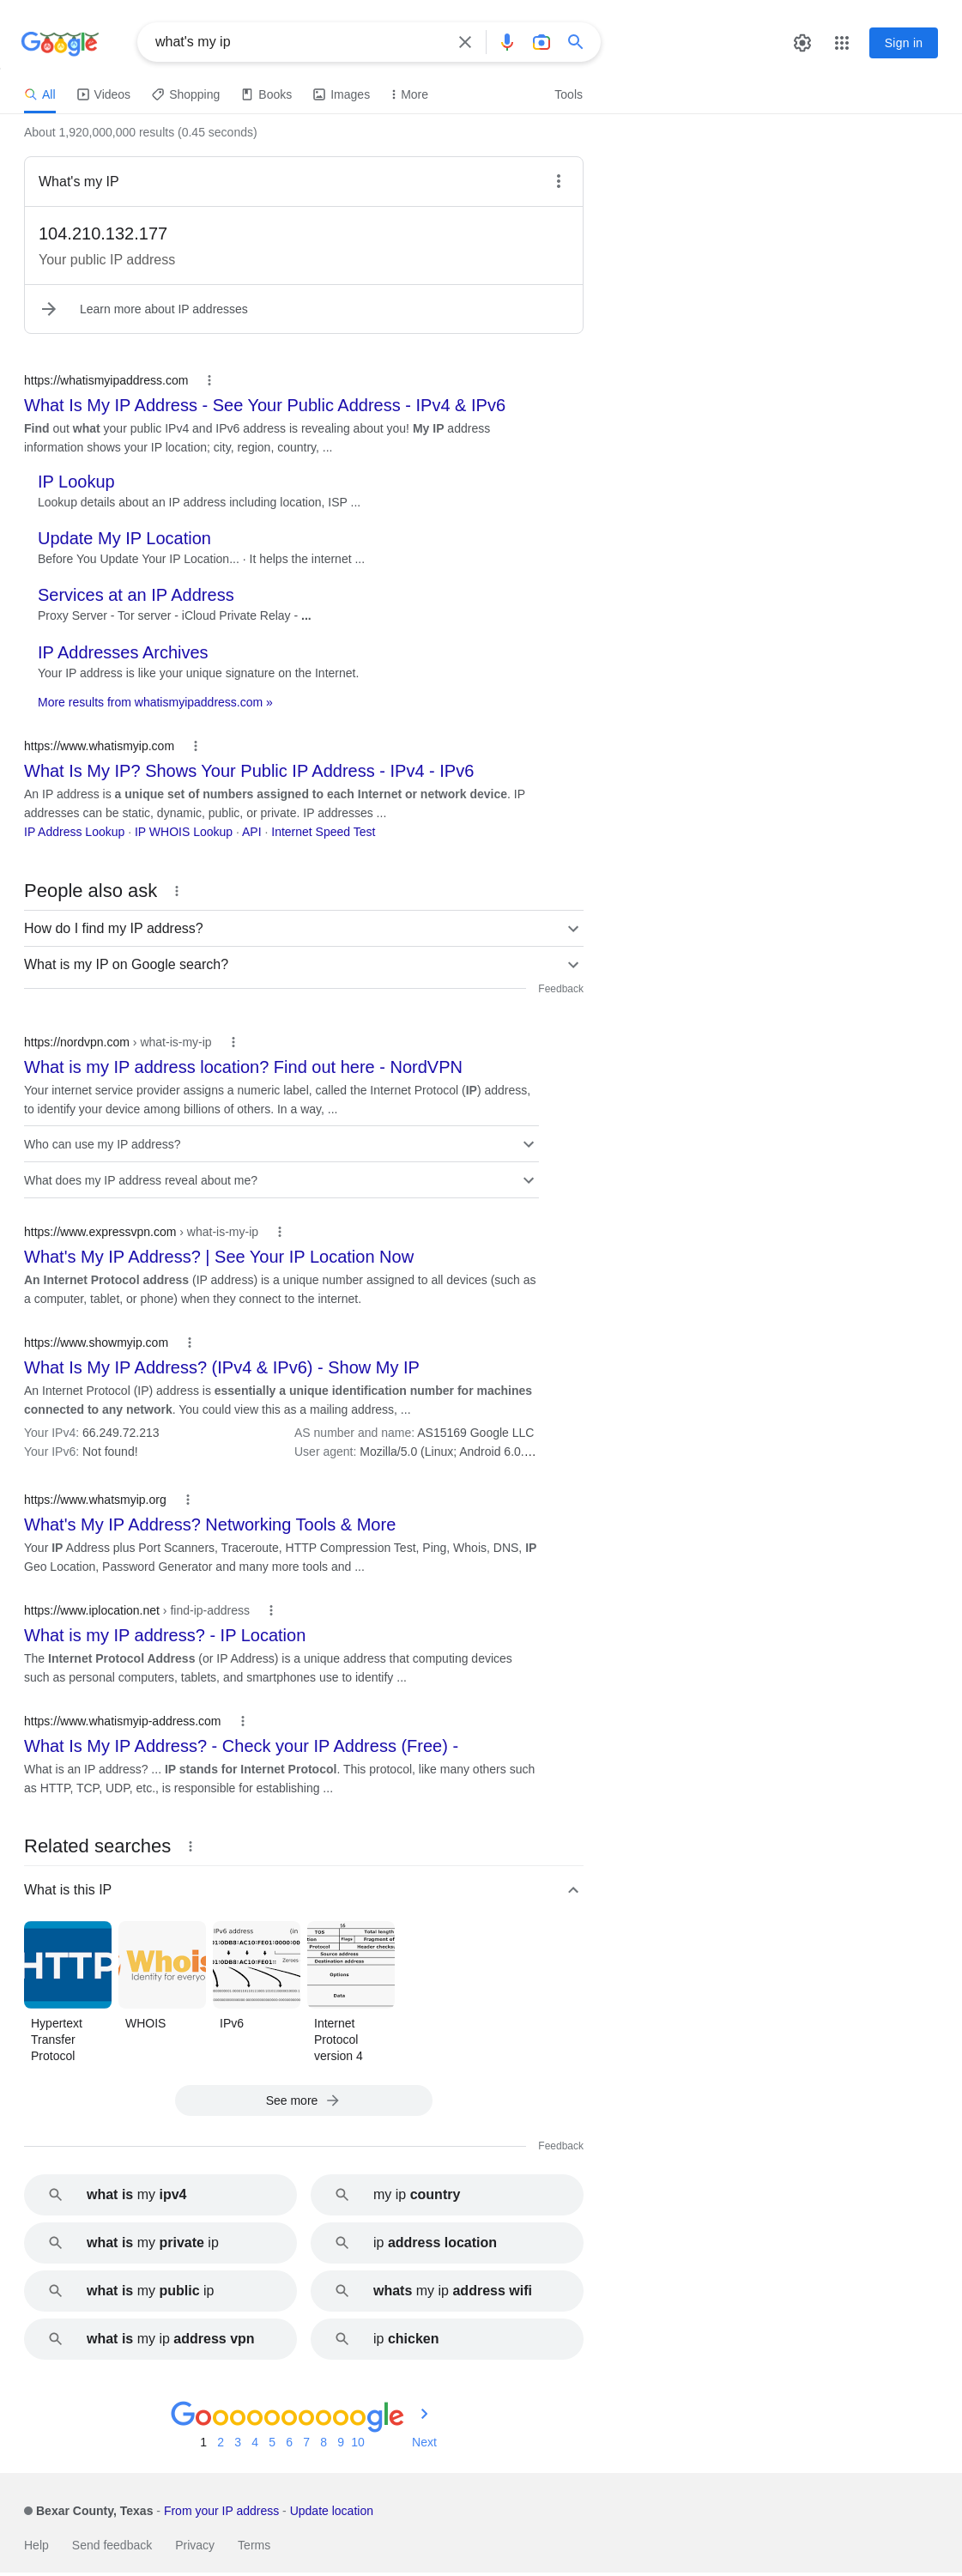 Google
what's my ip
Sign in
All
Videos
Shopping
Books
Images
More
Tools
About 1,920,000,000 results (0.45 seconds)
What's my IP
104.210.132.177
Your public IP address
Learn more about IP addresses
https://whatismyipaddress.com
What Is My IP Address - See Your Public Address - IPv4 & IPv6
Find out what your public IPv4 and IPv6 address is revealing about you! My IP address
information shows your IP location; city, region, country, ...
IP Lookup
Lookup details about an IP address including location, ISP ...
Update My IP Location
Before You Update Your IP Location... · It helps the internet ...
Services at an IP Address
Proxy Server - Tor server - iCloud Private Relay - ...
IP Addresses Archives
Your IP address is like your unique signature on the Internet.
More results from whatismyipaddress.com »
https://www.whatismyip.com
What Is My IP? Shows Your Public IP Address - IPv4 - IPv6
An IP address is a unique set of numbers assigned to each Internet or network device. IP
addresses can be static, dynamic, public, or private. IP addresses ...
IP Address Lookup · IP WHOIS Lookup · API · Internet Speed Test
People also ask
How do I find my IP address?
What is my IP on Google search?
Feedback
https://nordvpn.com › what-is-my-ip
What is my IP address location? Find out here - NordVPN
Your internet service provider assigns a numeric label, called the Internet Protocol (IP) address,
to identify your device among billions of others. In a way, ...
Who can use my IP address?
What does my IP address reveal about me?
https://www.expressvpn.com › what-is-my-ip
What's My IP Address? | See Your IP Location Now
An Internet Protocol address (IP address) is a unique number assigned to all devices (such as
a computer, tablet, or phone) when they connect to the internet.
https://www.showmyip.com
What Is My IP Address? (IPv4 & IPv6) - Show My IP
An Internet Protocol (IP) address is essentially a unique identification number for machines
connected to any network. You could view this as a mailing address, ...
Your IPv4: 66.249.72.213
AS number and name: AS15169 Google LLC
Your IPv6: Not found!
User agent: Mozilla/5.0 (Linux; Android 6.0....
https://www.whatsmyip.org
What's My IP Address? Networking Tools & More
Your IP Address plus Port Scanners, Traceroute, HTTP Compression Test, Ping, Whois, DNS, IP
Geo Location, Password Generator and many more tools and ...
https://www.iplocation.net › find-ip-address
What is my IP address? - IP Location
The Internet Protocol Address (or IP Address) is a unique address that computing devices
such as personal computers, tablets, and smartphones use to identify ...
https://www.whatismyip-address.com
What Is My IP Address? - Check your IP Address (Free) -
What is an IP address? ... IP stands for Internet Protocol. This protocol, like many others such
as HTTP, TCP, UDP, etc., is responsible for establishing ...
Related searches
What is this IP
HTTP
Whois
Identity for everyo
IPv6 address (in
Zeroes
16
TOS Total length
Flags Fragment of
Protocol Header checks
Source address
Destination address
Options
Data
Hypertext
Transfer
Protocol
WHOIS
IPv6
Internet
Protocol
version 4
See more
Feedback
what is my ipv4
my ip country
what is my private ip
ip address location
what is my public ip
whats my ip address wifi
what is my ip address vpn
ip chicken
Goooooooooogle
1 2 3 4 5 6 7 8 9 10 Next
Bexar County, Texas - From your IP address - Update location
Help
Send feedback
Privacy
Terms